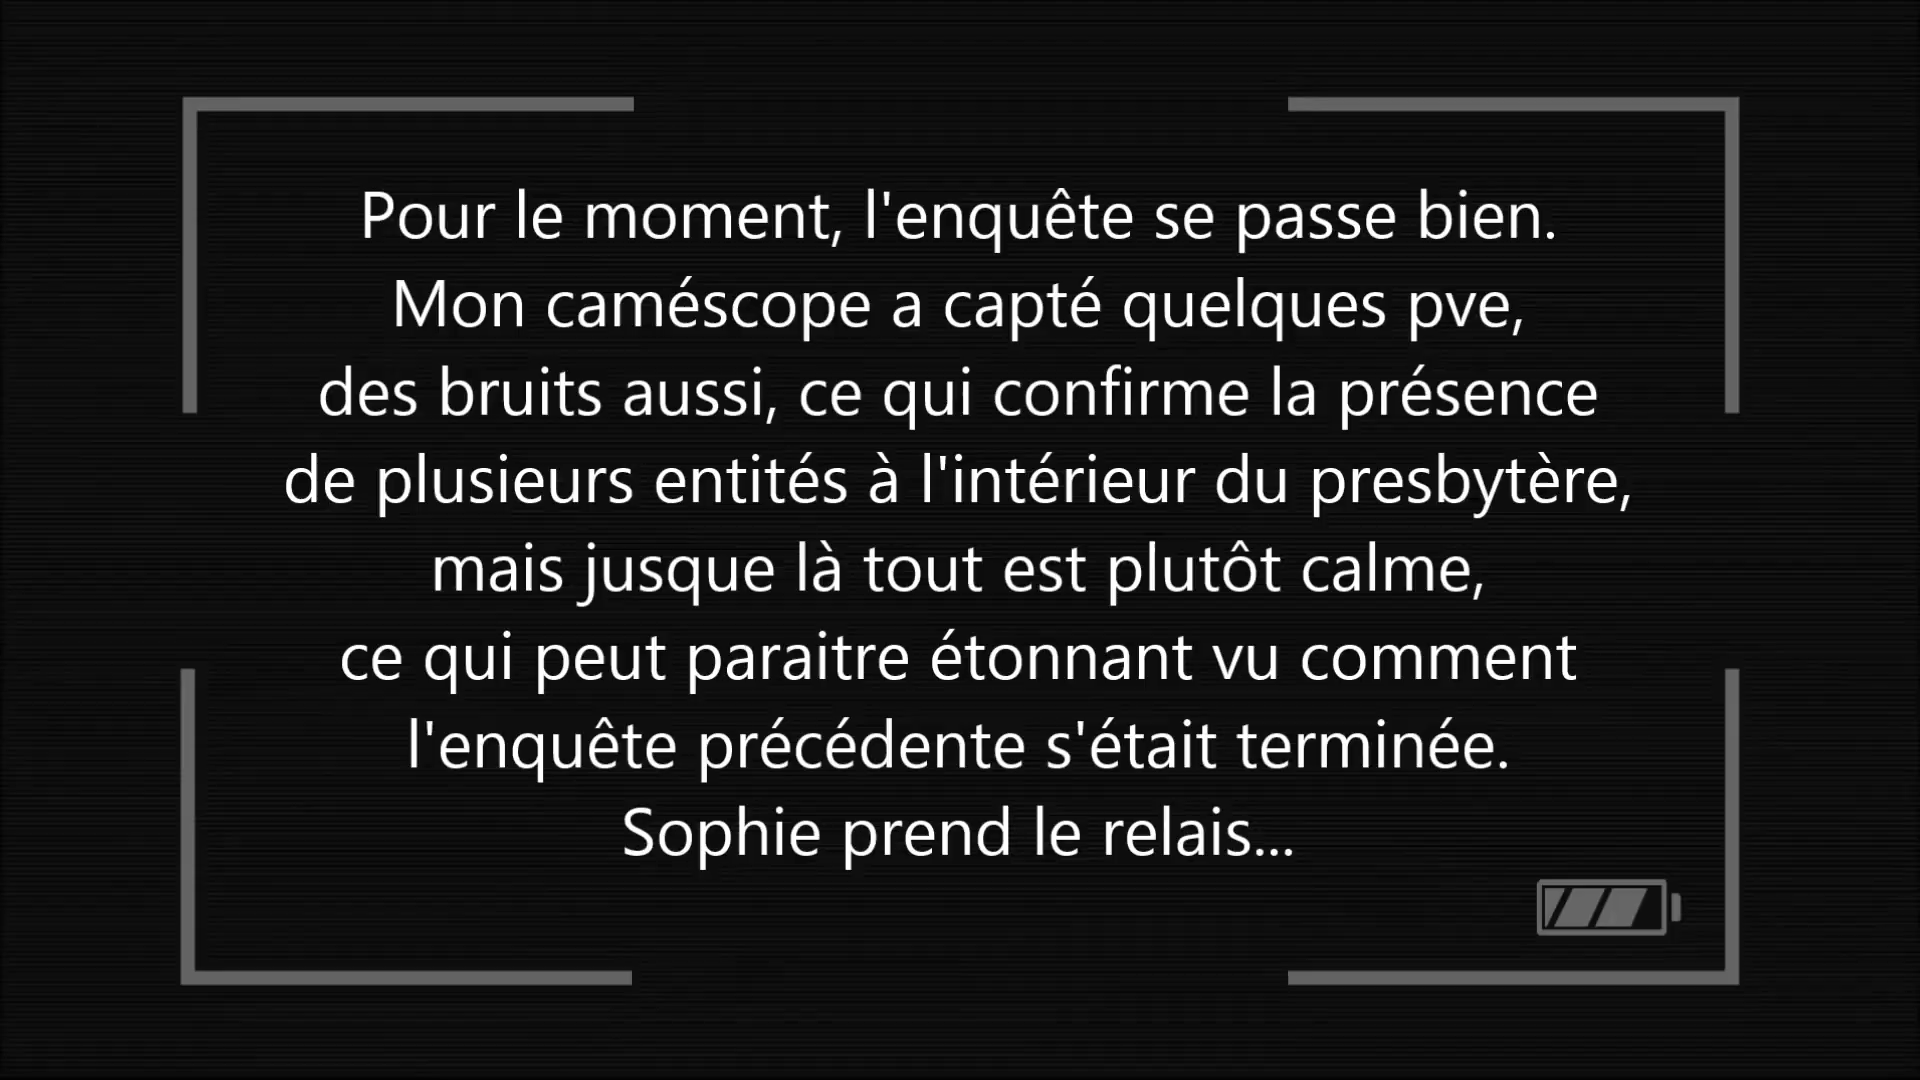 Pour le moment, l'enquête se passe bien.
Mon caméscope a capté quelques pve,
des bruits aussi, ce qui confirme la présence
de plusieurs entités à l'intérieur du presbytère,
mais jusque là tout est plutôt calme,
ce qui peut paraitre étonnant vu comment
l'enquête précédente s'était terminée.
Sophie prend le relais...